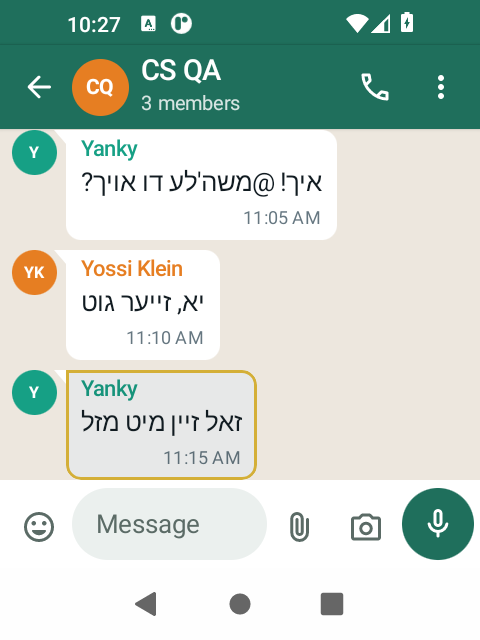 10:27
CQ
CS QA
3 members
Y
Yanky
איך! @משה'לע דו אויך?
11:05 AM
YK
Yossi Klein
יא, זייער גוט
11:10 AM
Y
Yanky
זאל זיין מיט מזל
11:15 AM
Message